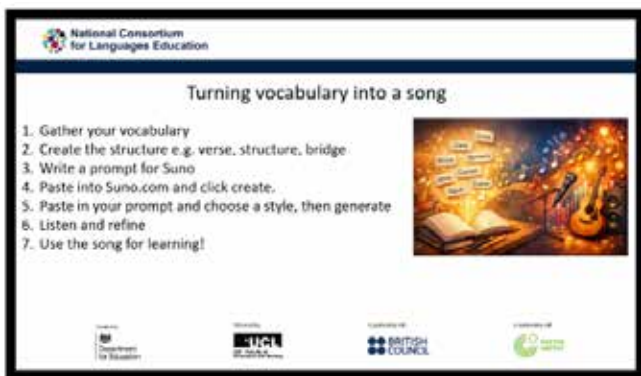 National Consortium
for Languages Education
Turning vocabulary into a song
1. Gather your vocabulary
2. Create the structure e.g. verse, structure, bridge
3. Write a prompt for Suno
4. Paste into Suno.com and click create.
5. Paste in your prompt and choose a style, then generate
6. Listen and refine
7. Use the song for learning!
Department
for Education
UCL
BRITISH
COUNCIL